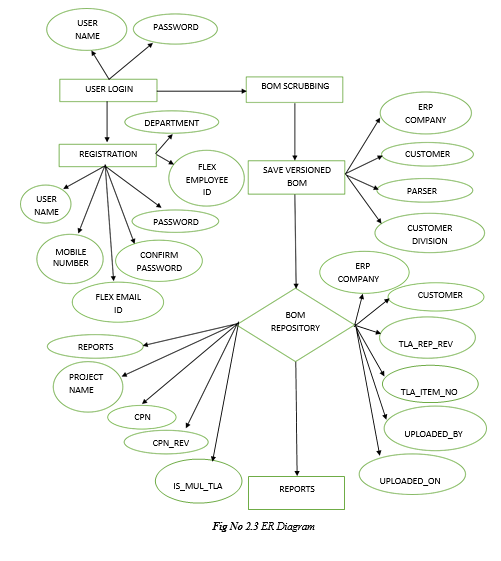 USER
NAME
PASSWORD
USER LOGIN
BOM SCRUBBING
ERP
COMPANY
DEPARTMENT
REGISTRATION
CUSTOMER
FLEX
EMPLOYEE
ID
SAVE VERSIONED
BOM
PARSER
USER
NAME
PASSWORD
CUSTOMER
DIVISION
MOBILE
NUMBER
CONFIRM
PASSWORD
ERP
COMPANY
FLEX EMAIL
ID
CUSTOMER
BOM
REPOSITORY
REPORTS
TLA_REP_REV
PROJECT
NAME
TLA_ITEM_NO
CPN
CPN_REV
UPLOADED_BY
IS_MUL_TLA
REPORTS
UPLOADED_ON
Fig No 2.3 ER Diagram